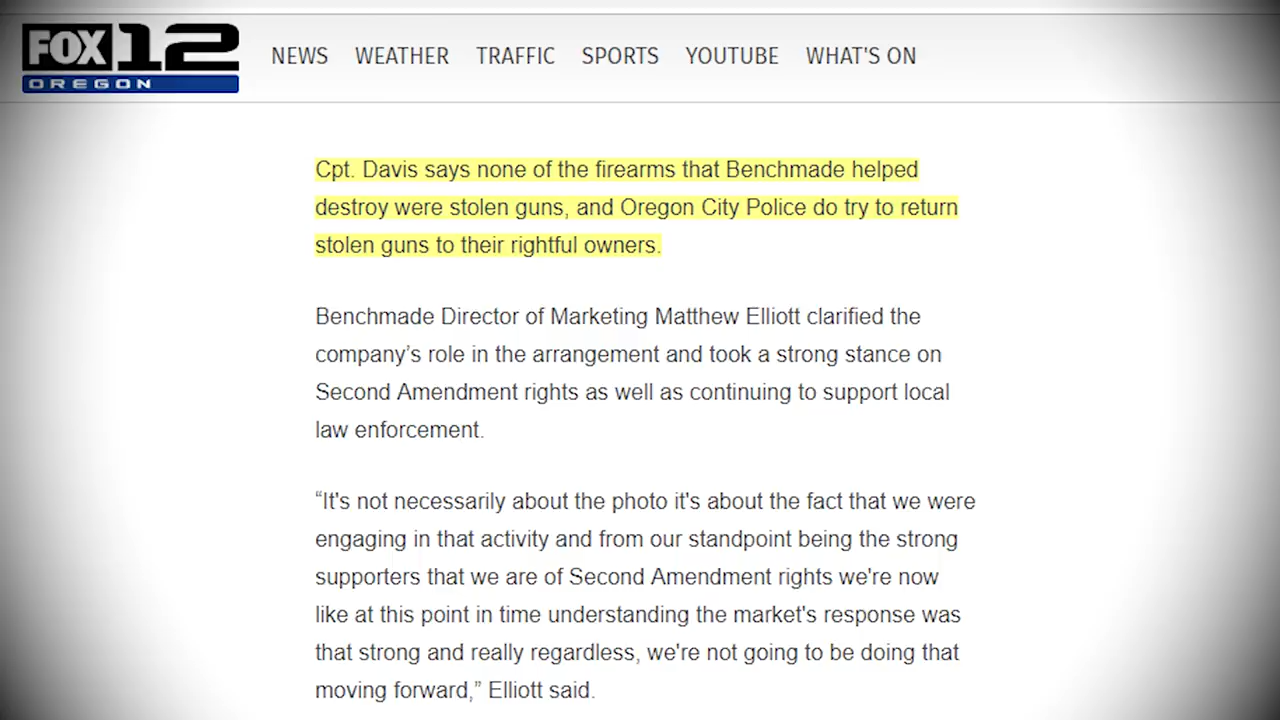 FOX 12
OREGON
NEWS WEATHER TRAFFIC SPORTS YOUTUBE WHAT'S ON
Cpt. Davis says none of the firearms that Benchmade helped
destroy were stolen guns, and Oregon City Police do try to return
stolen guns to their rightful owners.
Benchmade Director of Marketing Matthew Elliott clarified the
company’s role in the arrangement and took a strong stance on
Second Amendment rights as well as continuing to support local
law enforcement.
“It's not necessarily about the photo it's about the fact that we were
engaging in that activity and from our standpoint being the strong
supporters that we are of Second Amendment rights we're now
like at this point in time understanding the market's response was
that strong and really regardless, we're not going to be doing that
moving forward,” Elliott said.